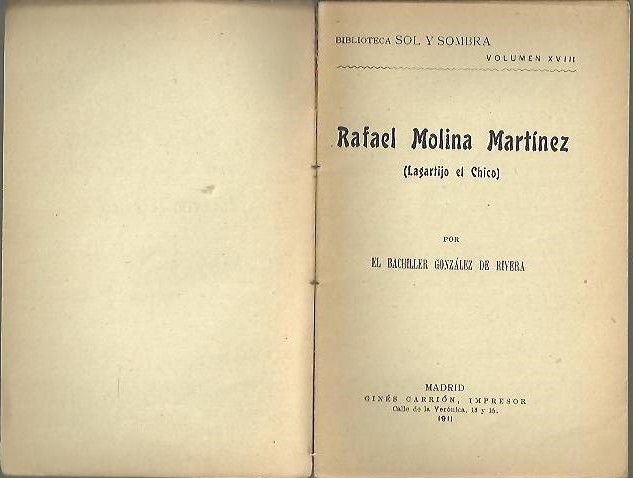 BIBLIOTECA SOL Y SOMBRA
VOLUMEN XVIII
Rafael Molina Martínez
(Lagartijo el Chico)
POR
EL BACHILLER GONZÁLEZ DE RIVERA
MADRID
GINÉS CARRIÓN, IMPRESOR
Calle de la Verónica, 13 y 15.
1911